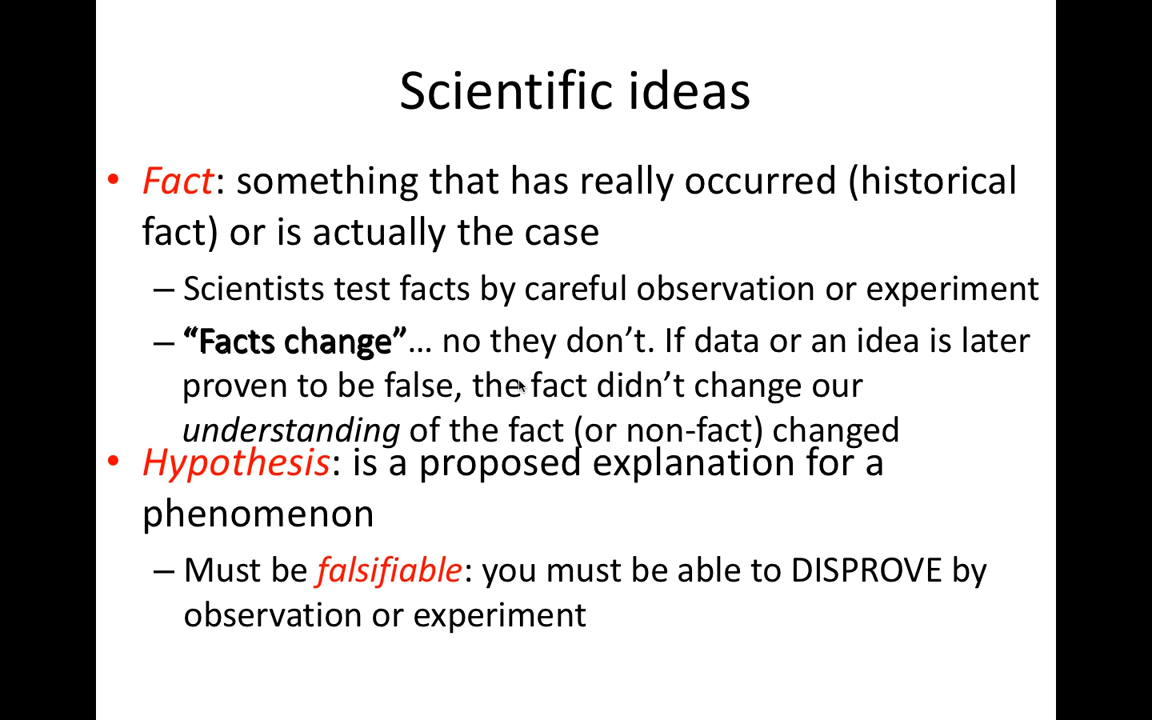 Scientific ideas
• Fact: something that has really occurred (historical
fact) or is actually the case
– Scientists test facts by careful observation or experiment
– “Facts change”… no they don’t. If data or an idea is later
proven to be false, the fact didn’t change our
understanding of the fact (or non-fact) changed
• Hypothesis: is a proposed explanation for a
phenomenon
– Must be falsifiable: you must be able to DISPROVE by
observation or experiment